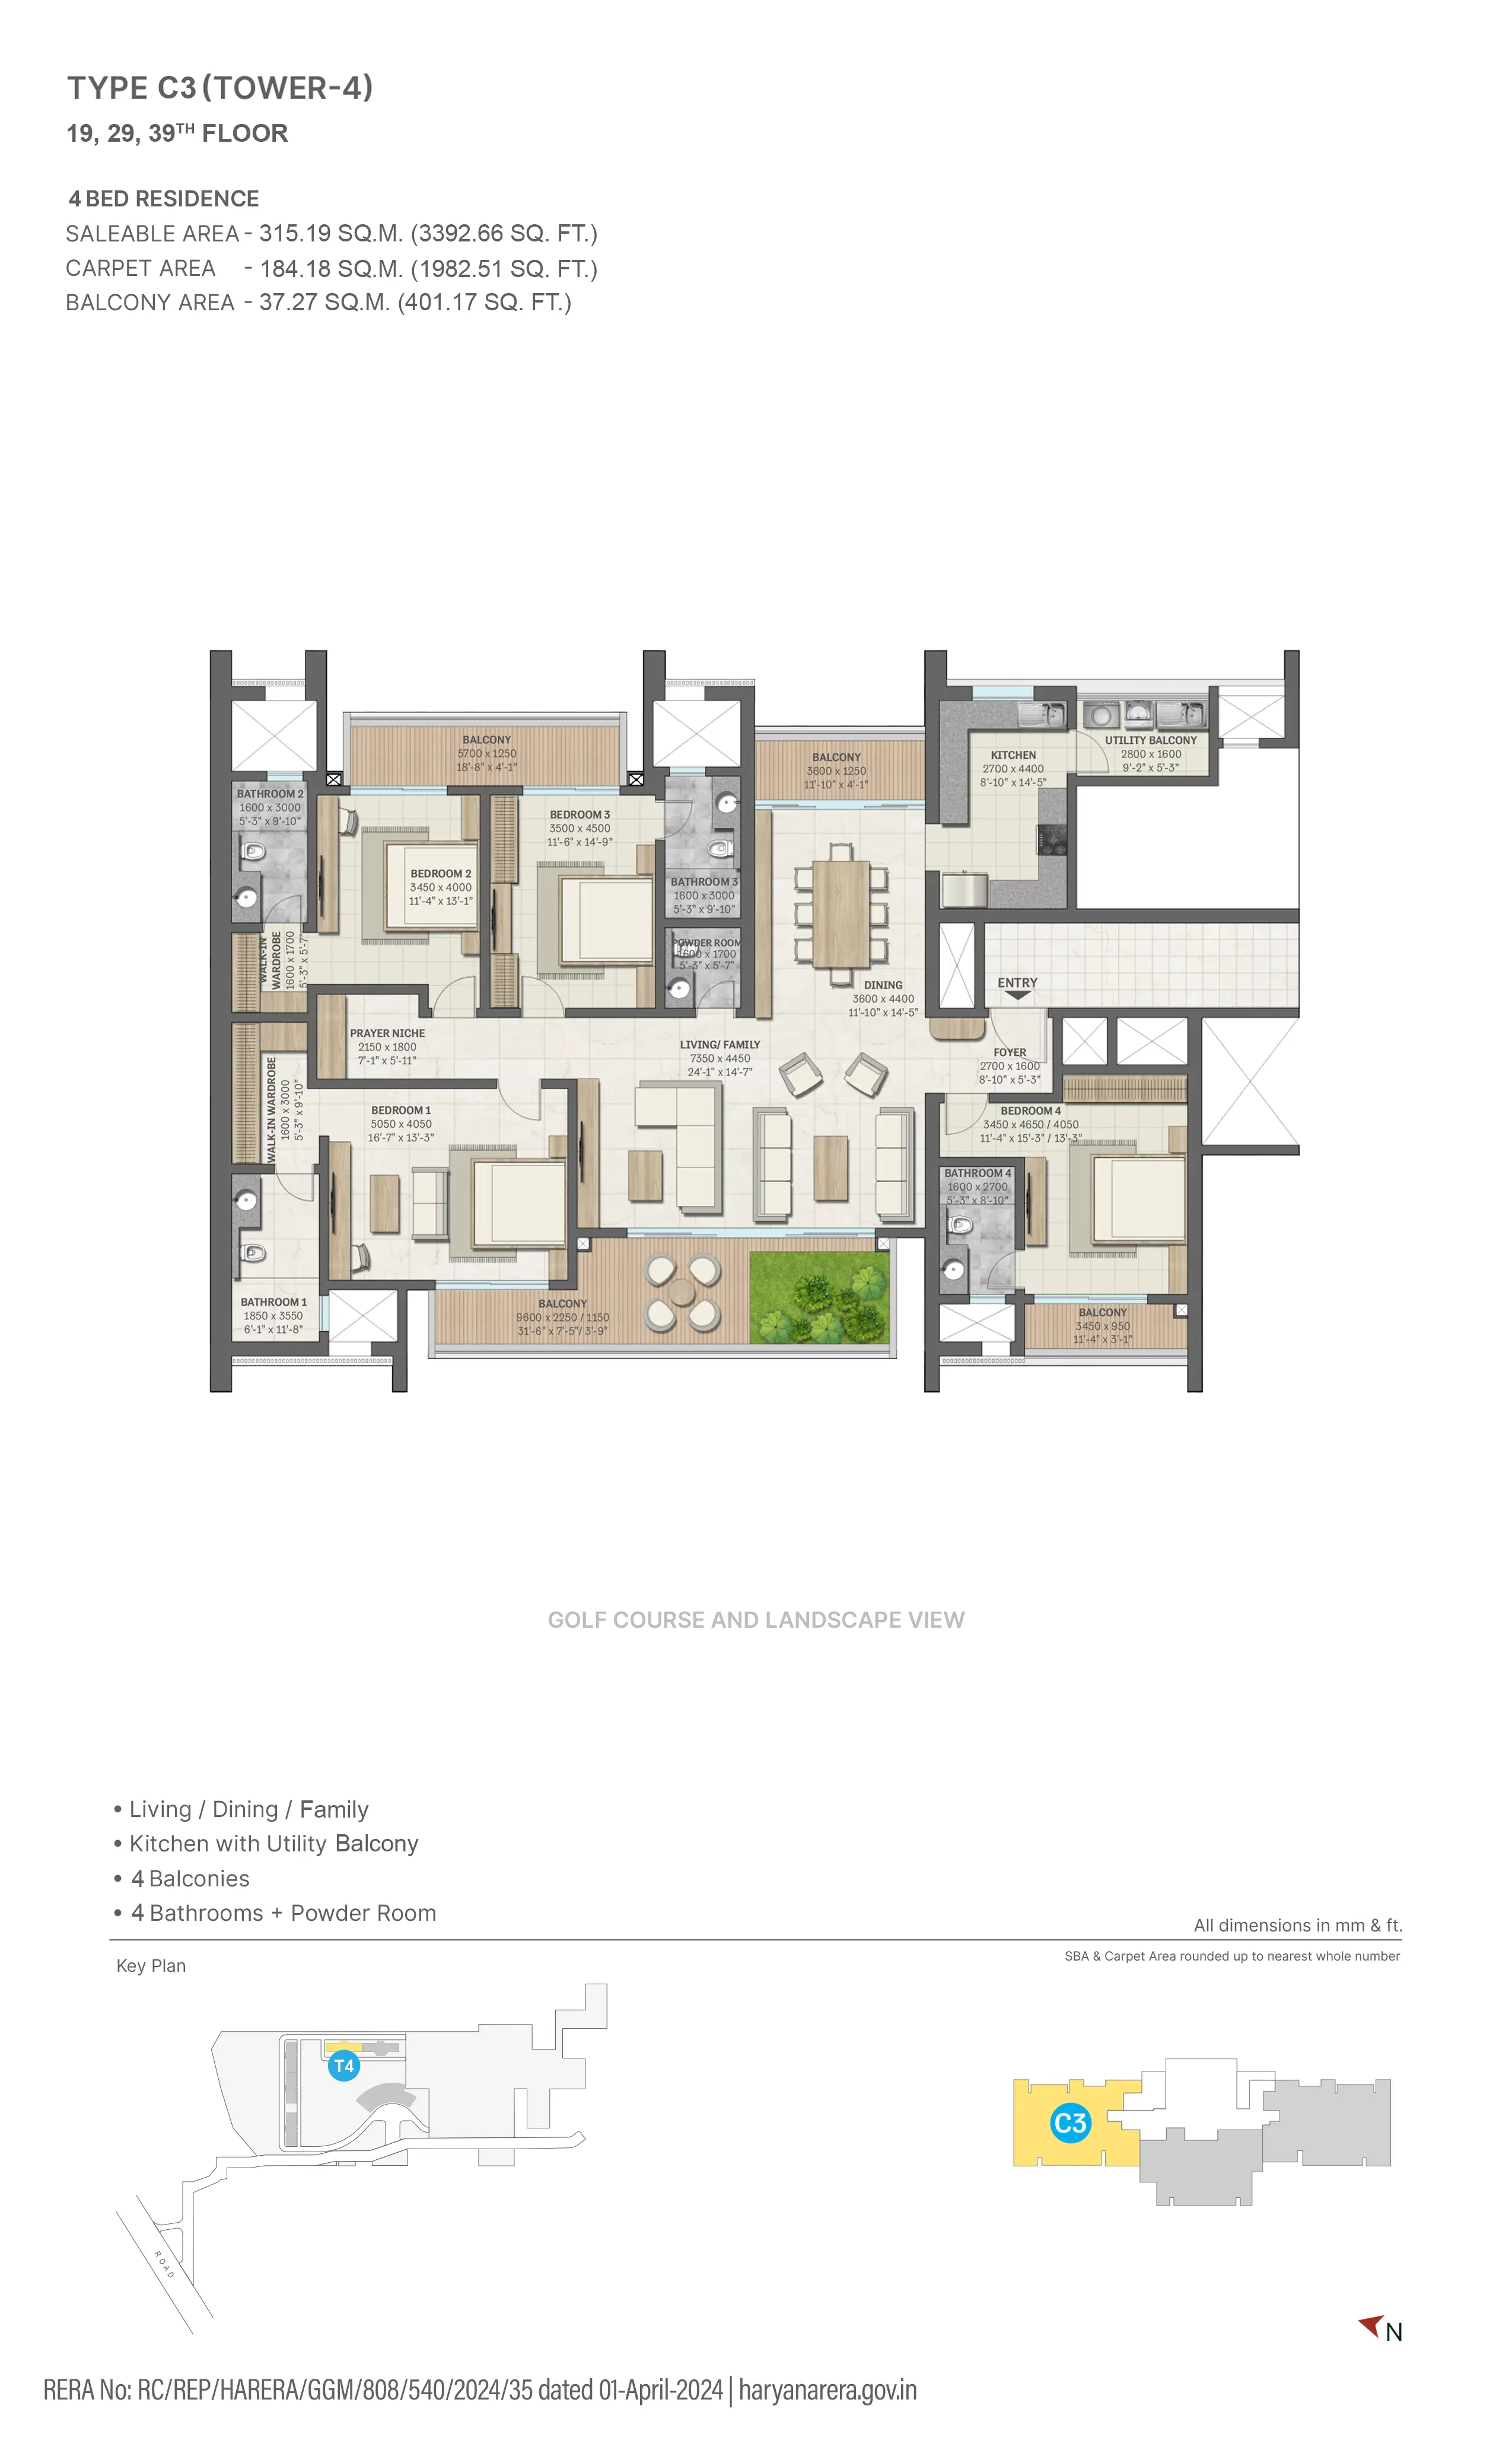 TYPE C3 (TOWER-4)
19, 29, 39TH FLOOR
4 BED RESIDENCE
SALEABLE AREA - 315.19 SQ.M. (3392.66 SQ. FT.)
CARPET AREA - 184.18 SQ.M. (1982.51 SQ. FT.)
BALCONY AREA - 37.27 SQ.M. (401.17 SQ. FT.)
BALCONY
5700 x 1250
18'-8" x 4'-1"
BALCONY
3600 x 1250
11'-10" x 4'-1"
KITCHEN
2700 x 4400
8'-10" x 14'-5"
UTILITY BALCONY
2800 x 1600
9'-2" x 5'-3"
BATHROOM 2
1600 x 3000
5'-3" x 9'-10"
BEDROOM 2
3450 x 4000
11'-4" x 13'-1"
BEDROOM 3
3500 x 4500
11'-6" x 14'-9"
BATHROOM 3
1600 x 3000
5'-3" x 9'-10"
POWDER ROOM
1600 x 1700
5'-3" x 5'-7"
WALK-IN
WARDROBE
1600 x 1700
5'-3" x 5'-7"
DINING
3600 x 4400
11'-10" x 14'-5"
ENTRY
PRAYER NICHE
2150 x 1800
7'-1" x 5'-11"
LIVING/ FAMILY
7350 x 4450
24'-1" x 14'-7"
FOYER
2700 x 1600
8'-10" x 5'-3"
WALK-IN WARDROBE
1600 x 3000
5'-3" x 9'-10"
BEDROOM 1
5050 x 4050
16'-7" x 13'-3"
BEDROOM 4
3450 x 4650 / 4050
11'-4" x 15'-3" / 13'-3"
BATHROOM 4
1600 x 2700
5'-3" x 8'-10"
BATHROOM 1
1850 x 3550
6'-1" x 11'-8"
BALCONY
9600 x 2250 / 1150
31'-6" x 7'-5"/ 3'-9"
BALCONY
3450 x 950
11'-4" x 3'-1"
GOLF COURSE AND LANDSCAPE VIEW
• Living / Dining / Family
• Kitchen with Utility Balcony
• 4 Balconies
• 4 Bathrooms + Powder Room
All dimensions in mm & ft.
SBA & Carpet Area rounded up to nearest whole number
Key Plan
T4
C3
ROAD
N
RERA No: RC/REP/HARERA/GGM/808/540/2024/35 dated 01-April-2024 | haryanarera.gov.in